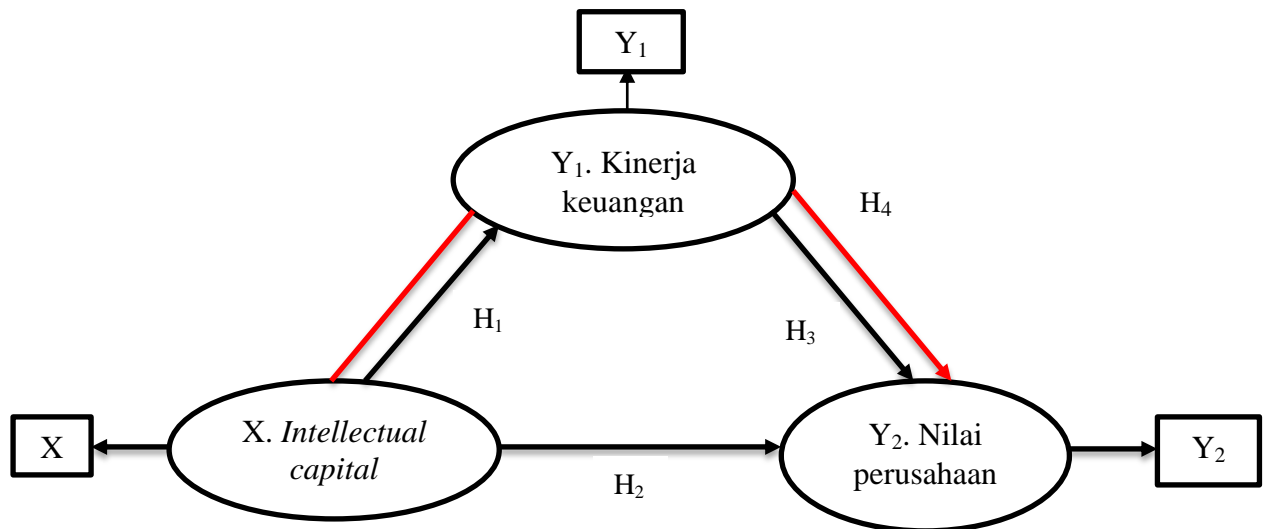 Y₁
Y₁. Kinerja
keuangan
H₄
H₁
H₃
X
X. Intellectual
capital
H₂
Y₂. Nilai
perusahaan
Y₂